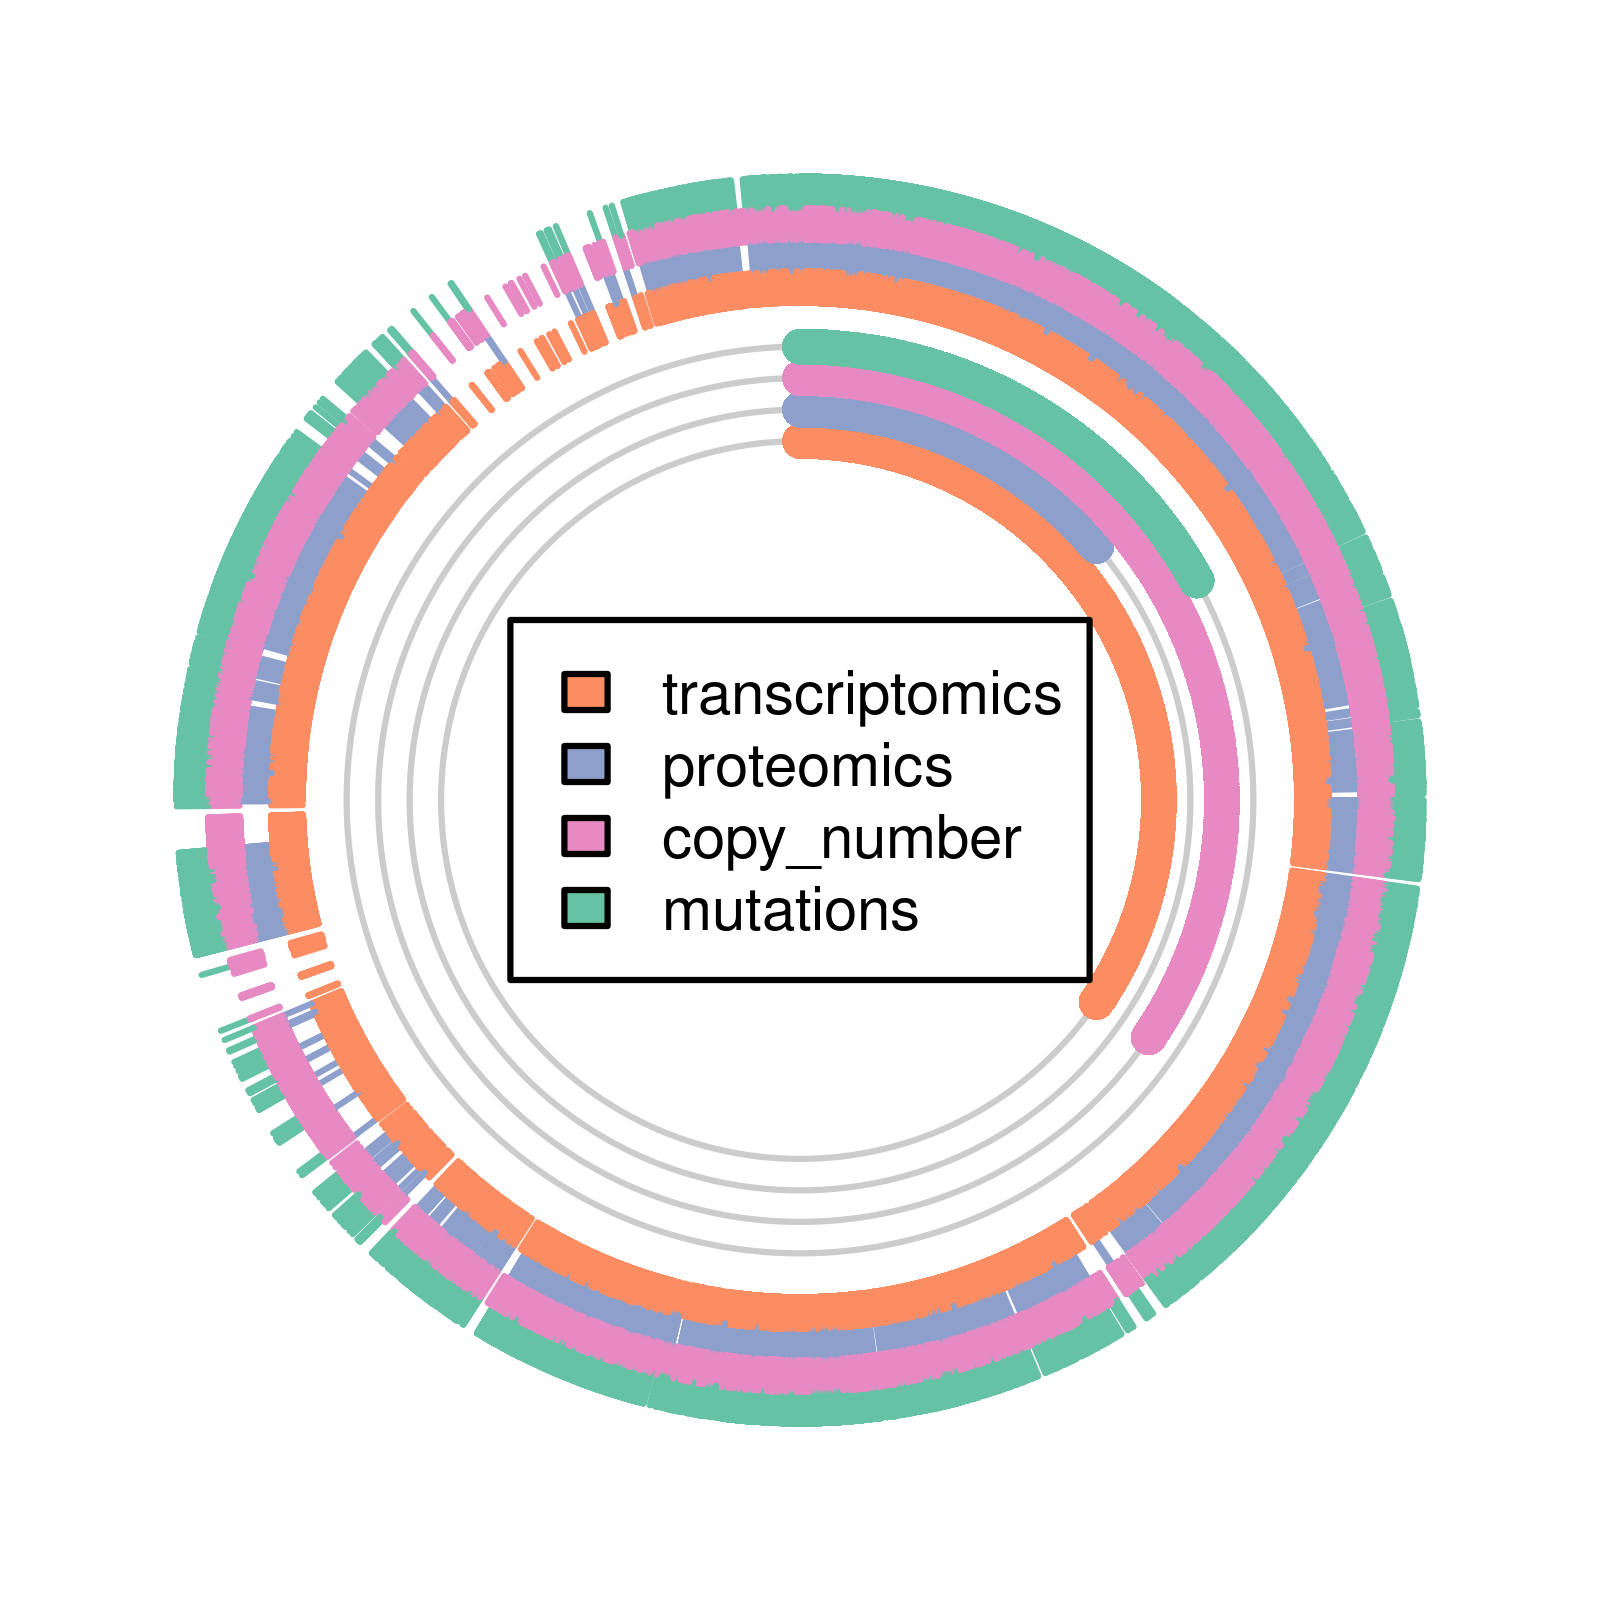 transcriptomics
proteomics
copy_number
mutations